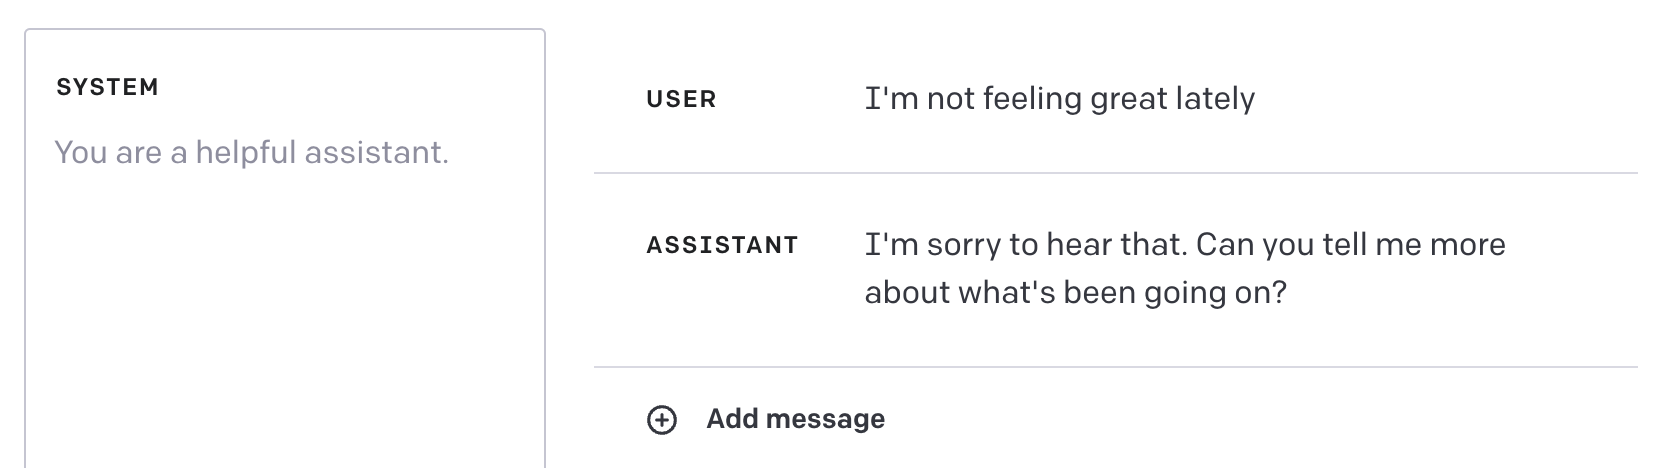 SYSTEM
You are a helpful assistant.
USER
I'm not feeling great lately
ASSISTANT
I'm sorry to hear that. Can you tell me more
about what's been going on?
Add message